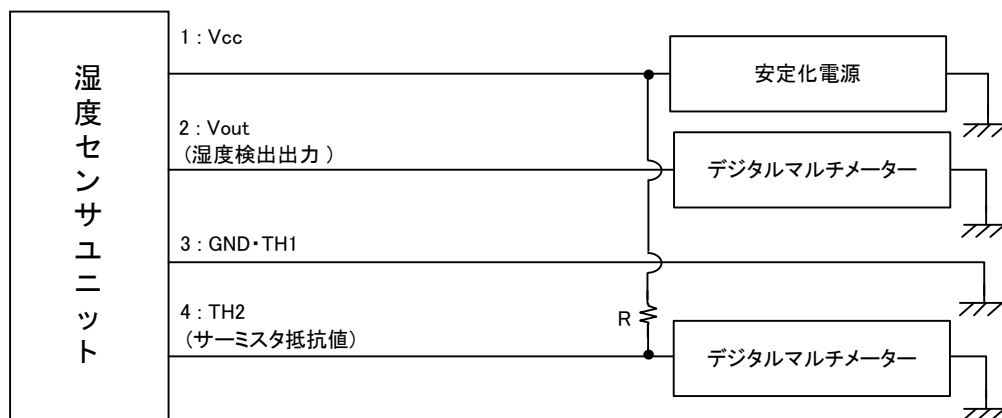 湿度センサユニット
1 : Vcc
安定化電源
2 : Vout
(湿度検出出力 )
デジタルマルチメーター
3 : GND・TH1
4 : TH2
(サーミスタ抵抗値)
R
デジタルマルチメーター